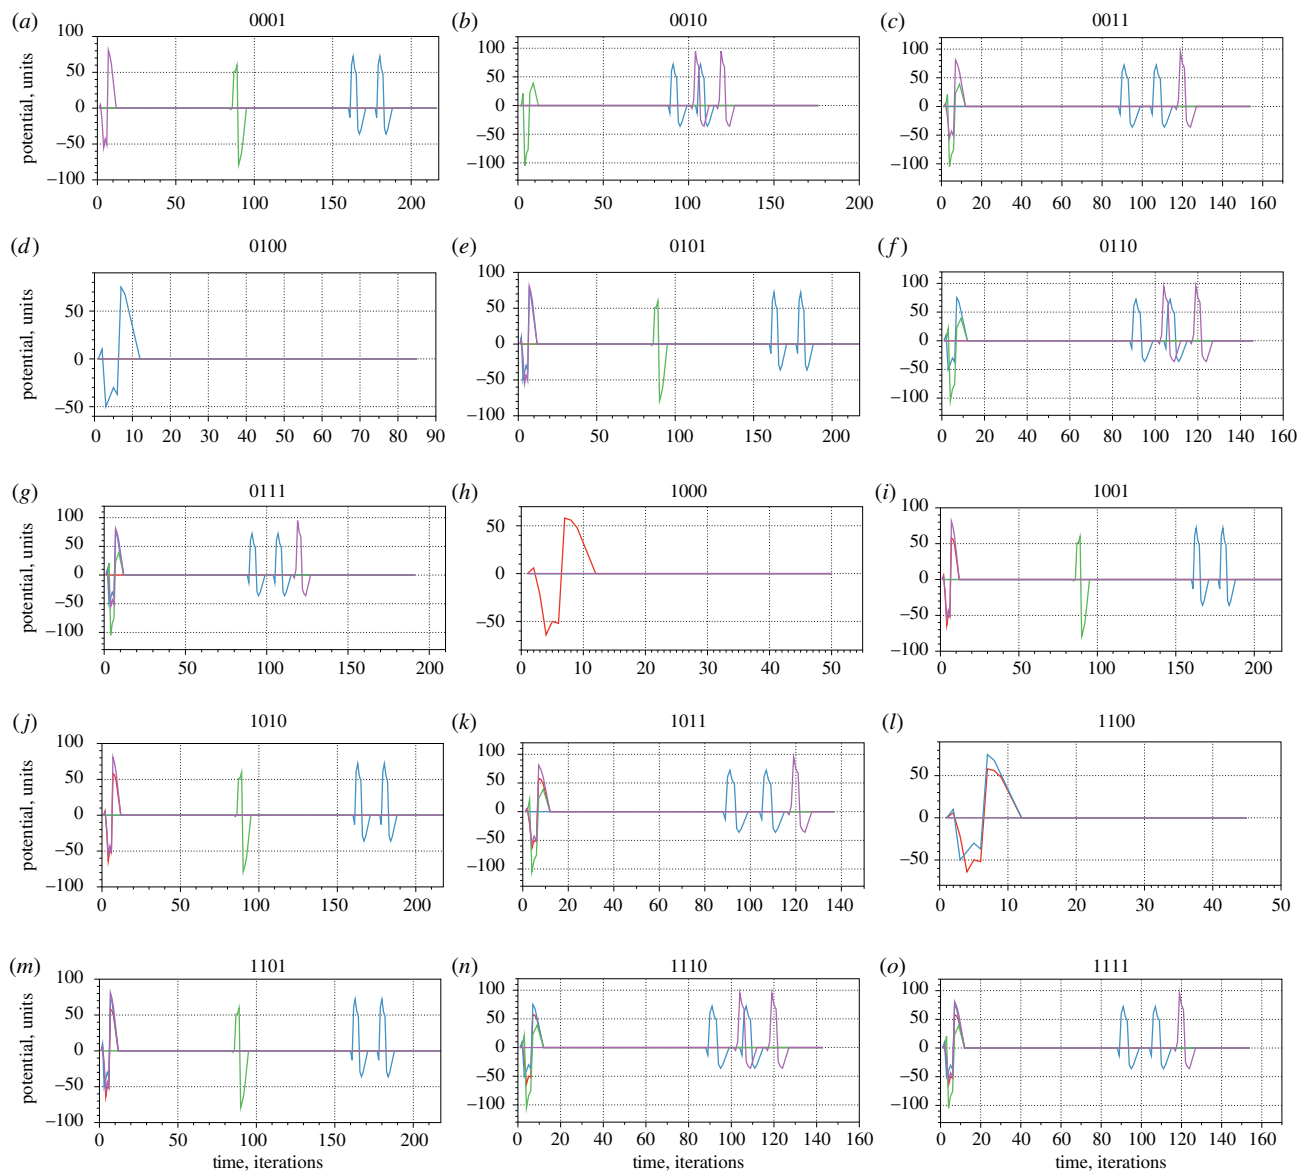 (a) 0001 (b) 0010 (c) 0011
100 50 0 −50 −100
potential, units
0 50 100 150 200
100 50 0 −50 −100
0 50 100 150 200
100 50 0 −50 −100
0 20 40 60 80 100 120 140 160
(d) 0100 (e) 0101 (f) 0110
50 0 −50
potential, units
0 10 20 30 40 50 60 70 80 90
100 50 0 −50 −100
0 50 100 150 200
100 50 0 −50 −100
0 20 40 60 80 100 120 140 160
(g) 0111 (h) 1000 (i) 1001
100 50 0 −50 −100
potential, units
0 50 100 150 200
50 0 −50
0 10 20 30 40 50
100 50 0 −50 −100
0 50 100 150 200
(j) 1010 (k) 1011 (l) 1100
100 50 0 −50 −100
potential, units
0 50 100 150 200
100 50 0 −50 −100
0 20 40 60 80 100 120 140
50 0 −50
0 10 20 30 40 50
(m) 1101 (n) 1110 (o) 1111
100 50 0 −50 −100
potential, units
0 50 100 150 200
time, iterations
100 50 0 −50 −100
0 20 40 60 80 100 120 140 160
time, iterations
100 50 0 −50 −100
0 20 40 60 80 100 120 140 160
time, iterations